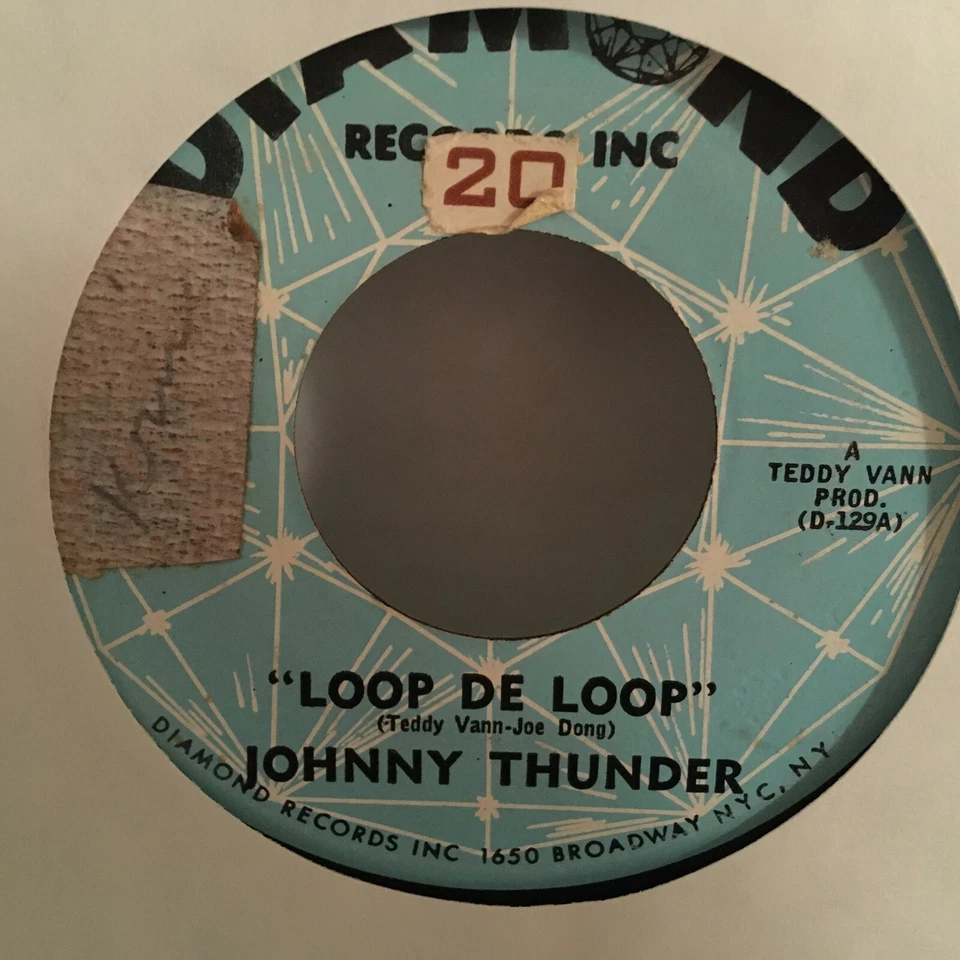 DIAMOND
RECORDS INC
20
A
TEDDY VANN
PROD.
(D-129A)
"LOOP DE LOOP"
(Teddy Vann-Joe Dong)
JOHNNY THUNDER
DIAMOND RECORDS INC 1650 BROADWAY NYC, NY